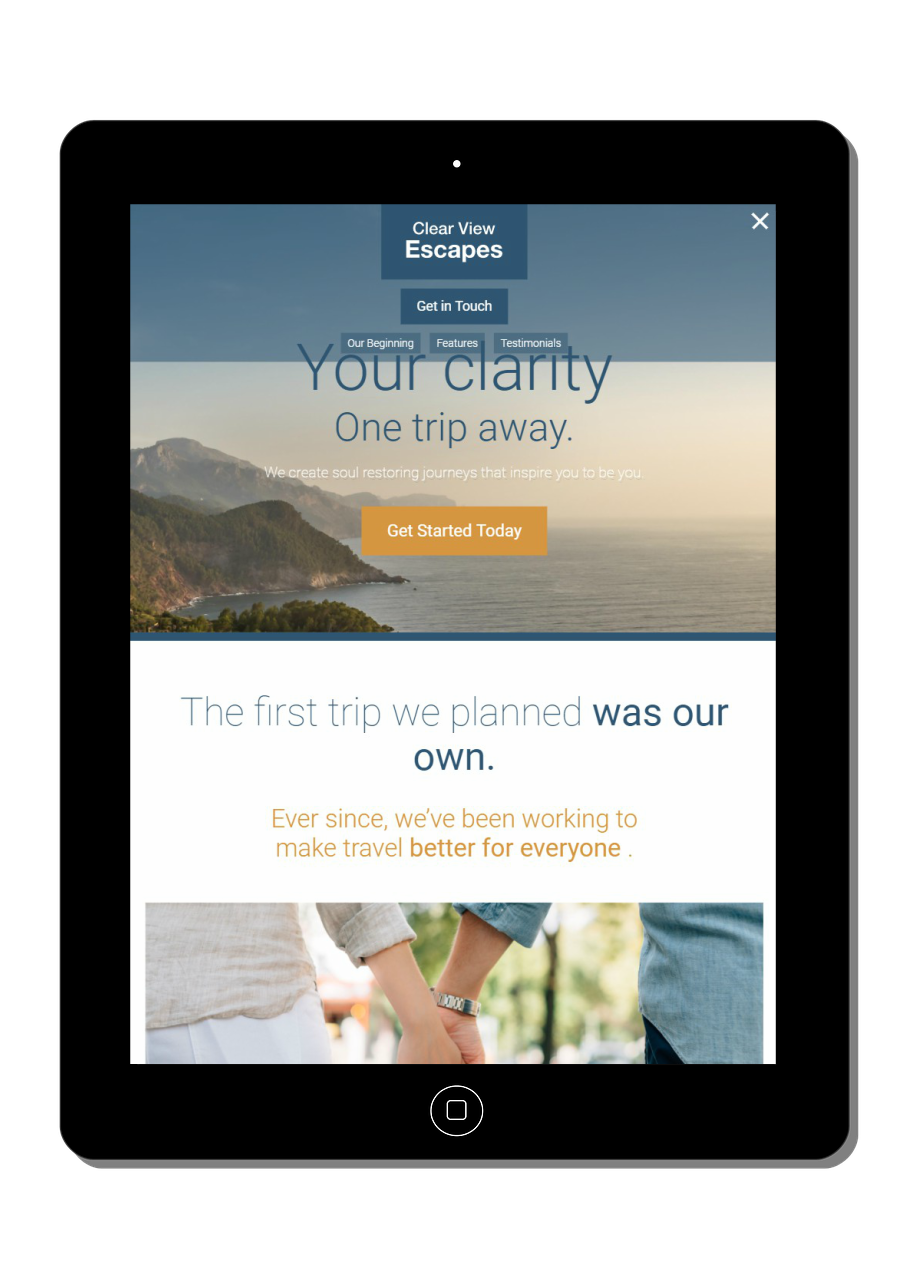 Clear View
Escapes
Get in Touch
Our Beginning Features Testimonials
Your clarity
One trip away.
We create soul restoring journeys that inspire you to be you.
Get Started Today
The first trip we planned was our
own.
Ever since, we’ve been working to
make travel better for everyone .